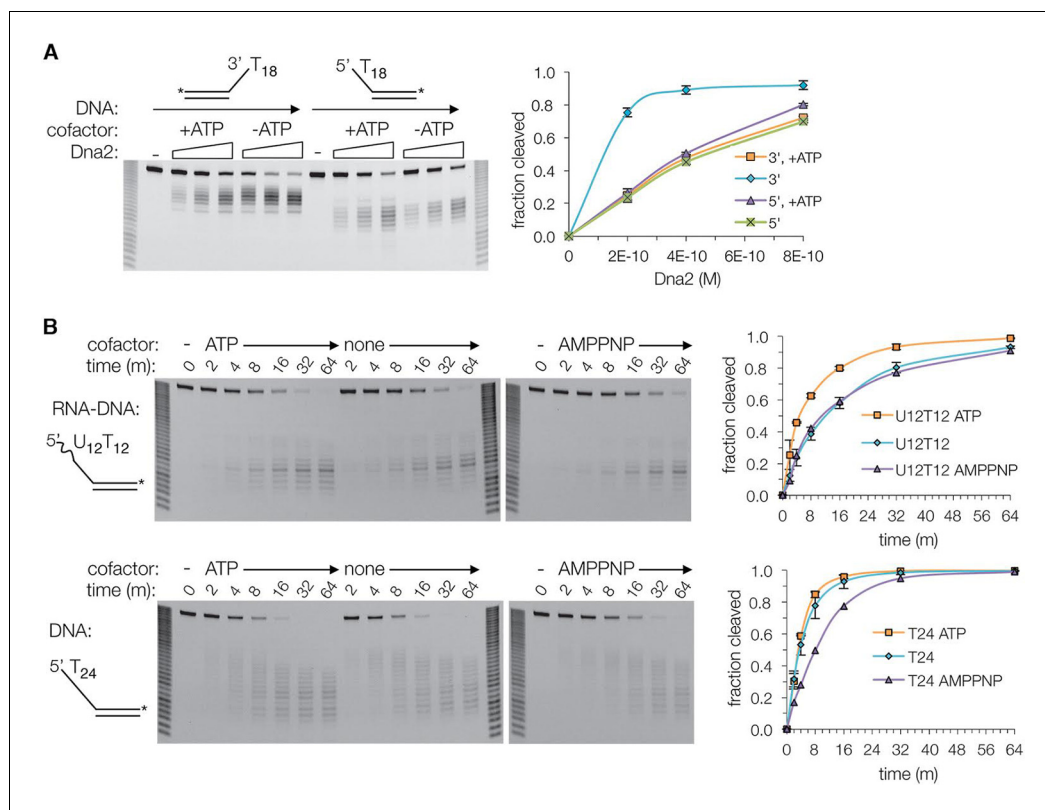 A
3' T18
5' T18
*
*
DNA:
cofactor: +ATP -ATP +ATP -ATP
Dna2: - -
fraction cleaved
1.0
0.8
0.6
0.4
0.2
0.0
3', +ATP
3'
5', +ATP
5'
0 2E-10 4E-10 6E-10 8E-10
Dna2 (M)
B
cofactor: - ATP none - AMPPNP
time (m): 2 4 8 16 32 64 2 4 8 16 32 64 2 4 8 16 32 64
RNA-DNA:
5' U12T12
*
fraction cleaved
1.0
0.8
0.6
0.4
0.2
0.0
U12T12 ATP
U12T12
U12T12 AMPPNP
0 8 16 24 32 40 48 56 64
time (m)
cofactor: - ATP none - AMPPNP
time (m): 2 4 8 16 32 64 2 4 8 16 32 64 2 4 8 16 32 64
DNA:
5' T24
*
fraction cleaved
1.0
0.8
0.6
0.4
0.2
0.0
T24 ATP
T24
T24 AMPPNP
0 8 16 24 32 40 48 56 64
time (m)